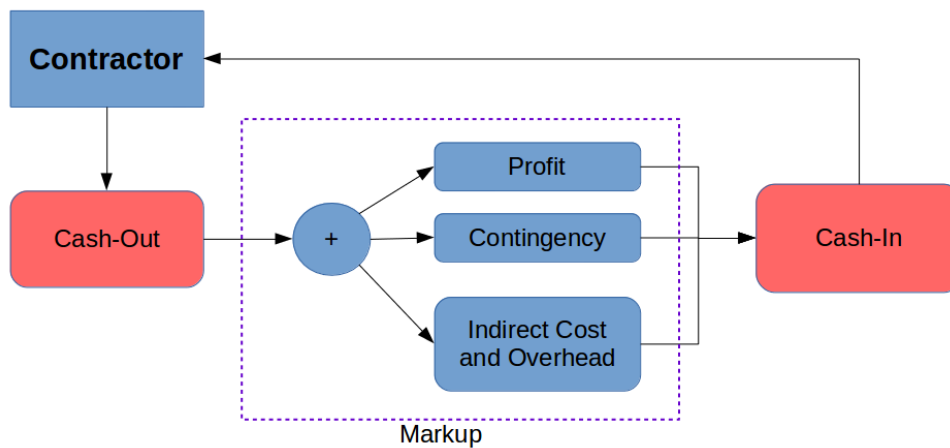 Contractor
Profit
Cash-Out
+
Contingency
Cash-In
Indirect Cost
and Overhead
Markup